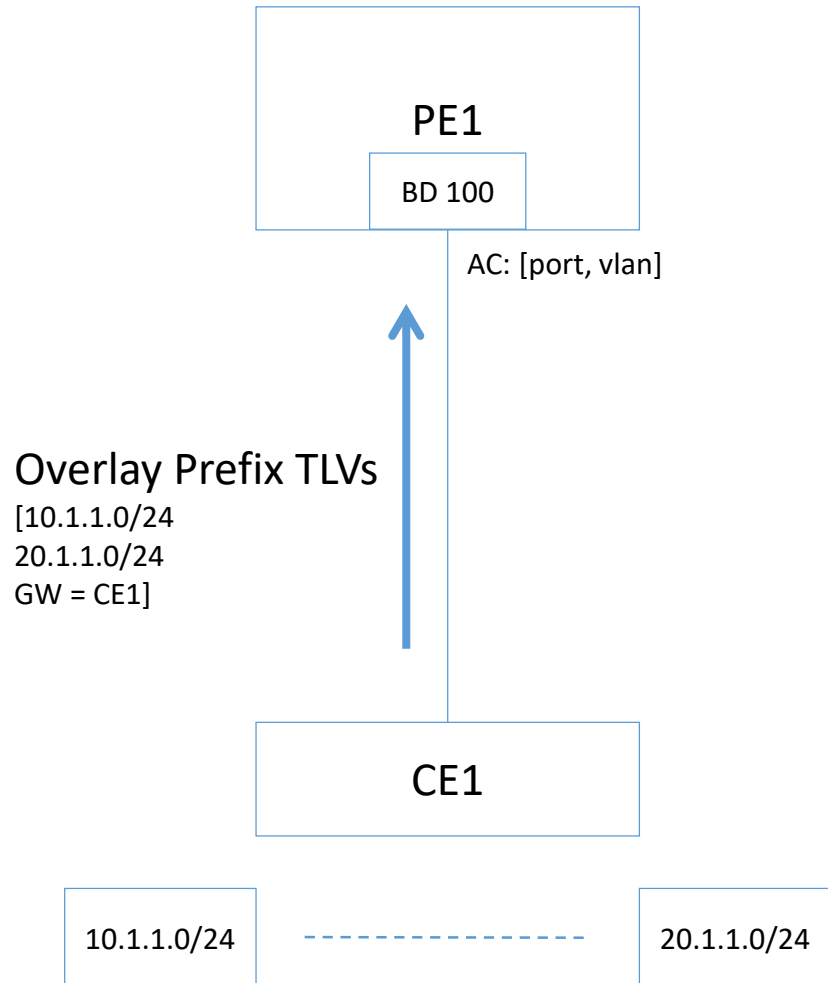 PE1
BD 100
AC: [port, vlan]
Overlay Prefix TLVs
[10.1.1.0/24
20.1.1.0/24
GW = CE1]
CE1
10.1.1.0/24
20.1.1.0/24